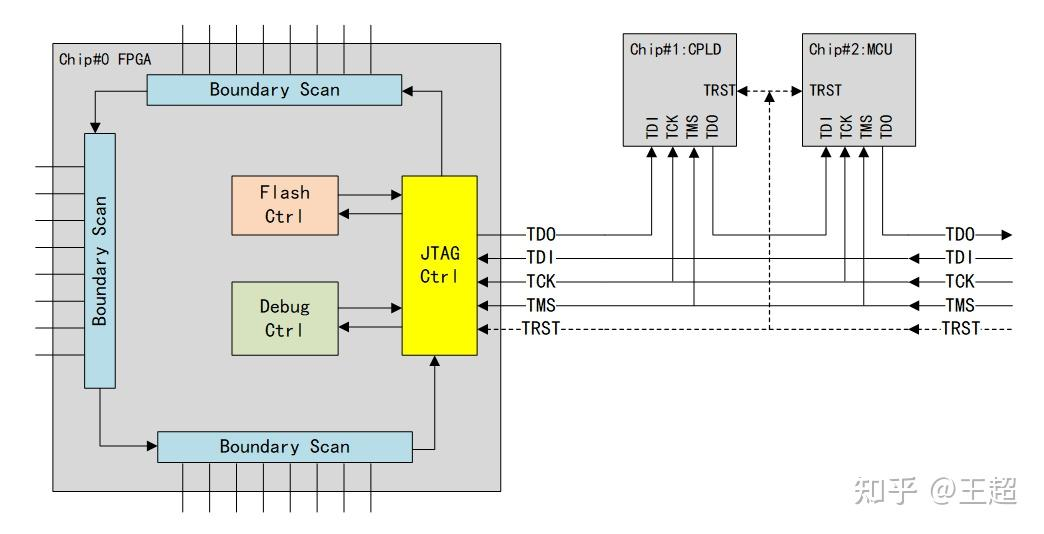 Chip#0 FPGA
Boundary Scan
Boundary Scan
Flash
Ctrl
Debug
Ctrl
JTAG
Ctrl
Boundary Scan
Chip#1:CPLD
TRST
TDI
TCK
TMS
TDO
Chip#2:MCU
TRST
TDI
TCK
TMS
TDO
TDO
TDI
TCK
TMS
TRST
TDO
TDI
TCK
TMS
TRST
知乎 @王超